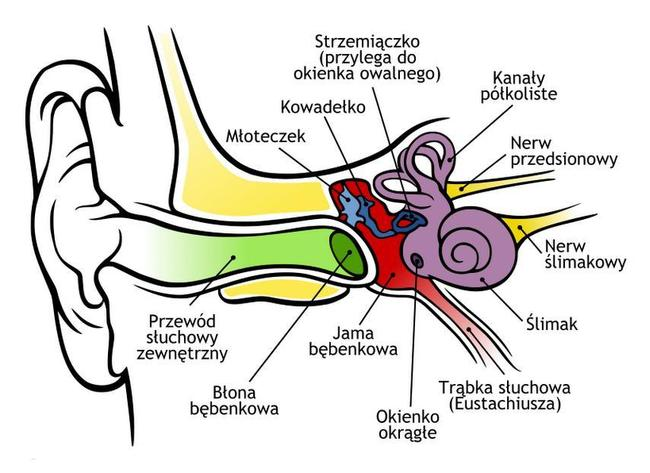 Strzemiączko
(przylega do
okienka owalnego)
Kanały
półkoliste
Kowadełko
Młoteczek
Nerw
przedsionowy
Nerw
ślimakowy
Ślimak
Przewód
słuchowy
zewnętrzny
Jama
bębenkowa
Błona
bębenkowa
Trąbka słuchowa
(Eustachiusza)
Okienko
okrągłe